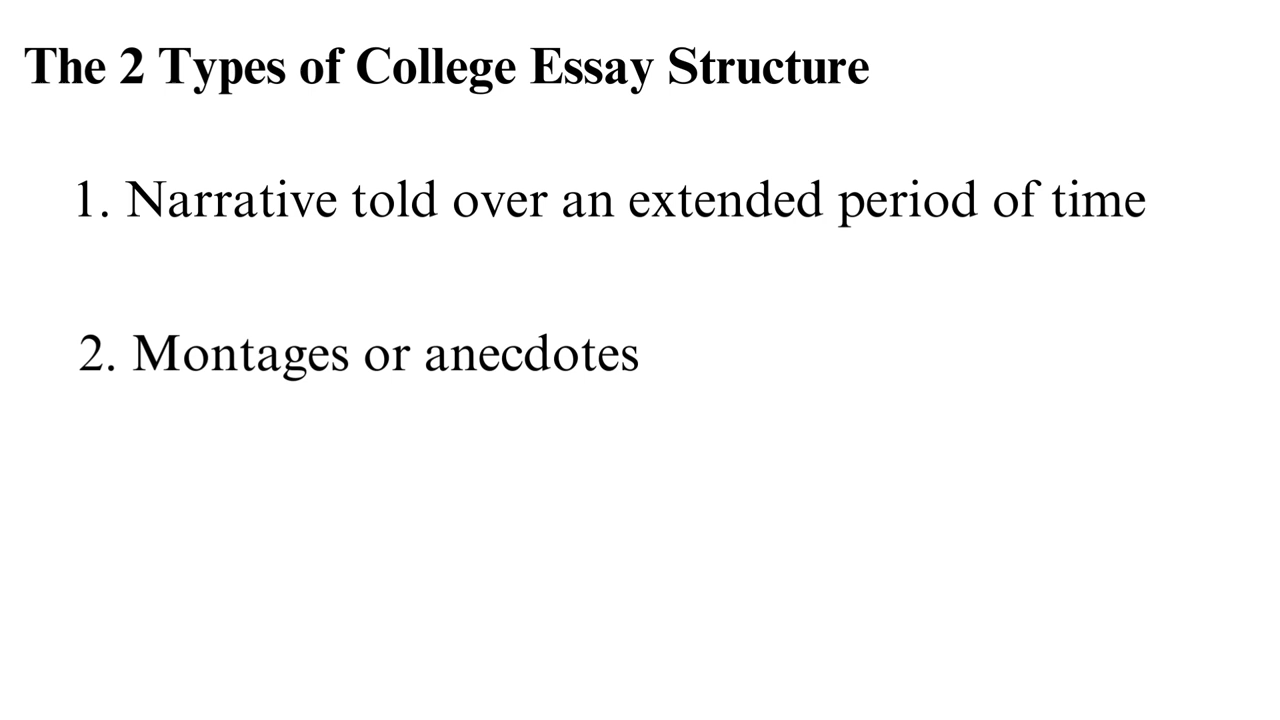 The 2 Types of College Essay Structure
1. Narrative told over an extended period of time
2. Montages or anecdotes